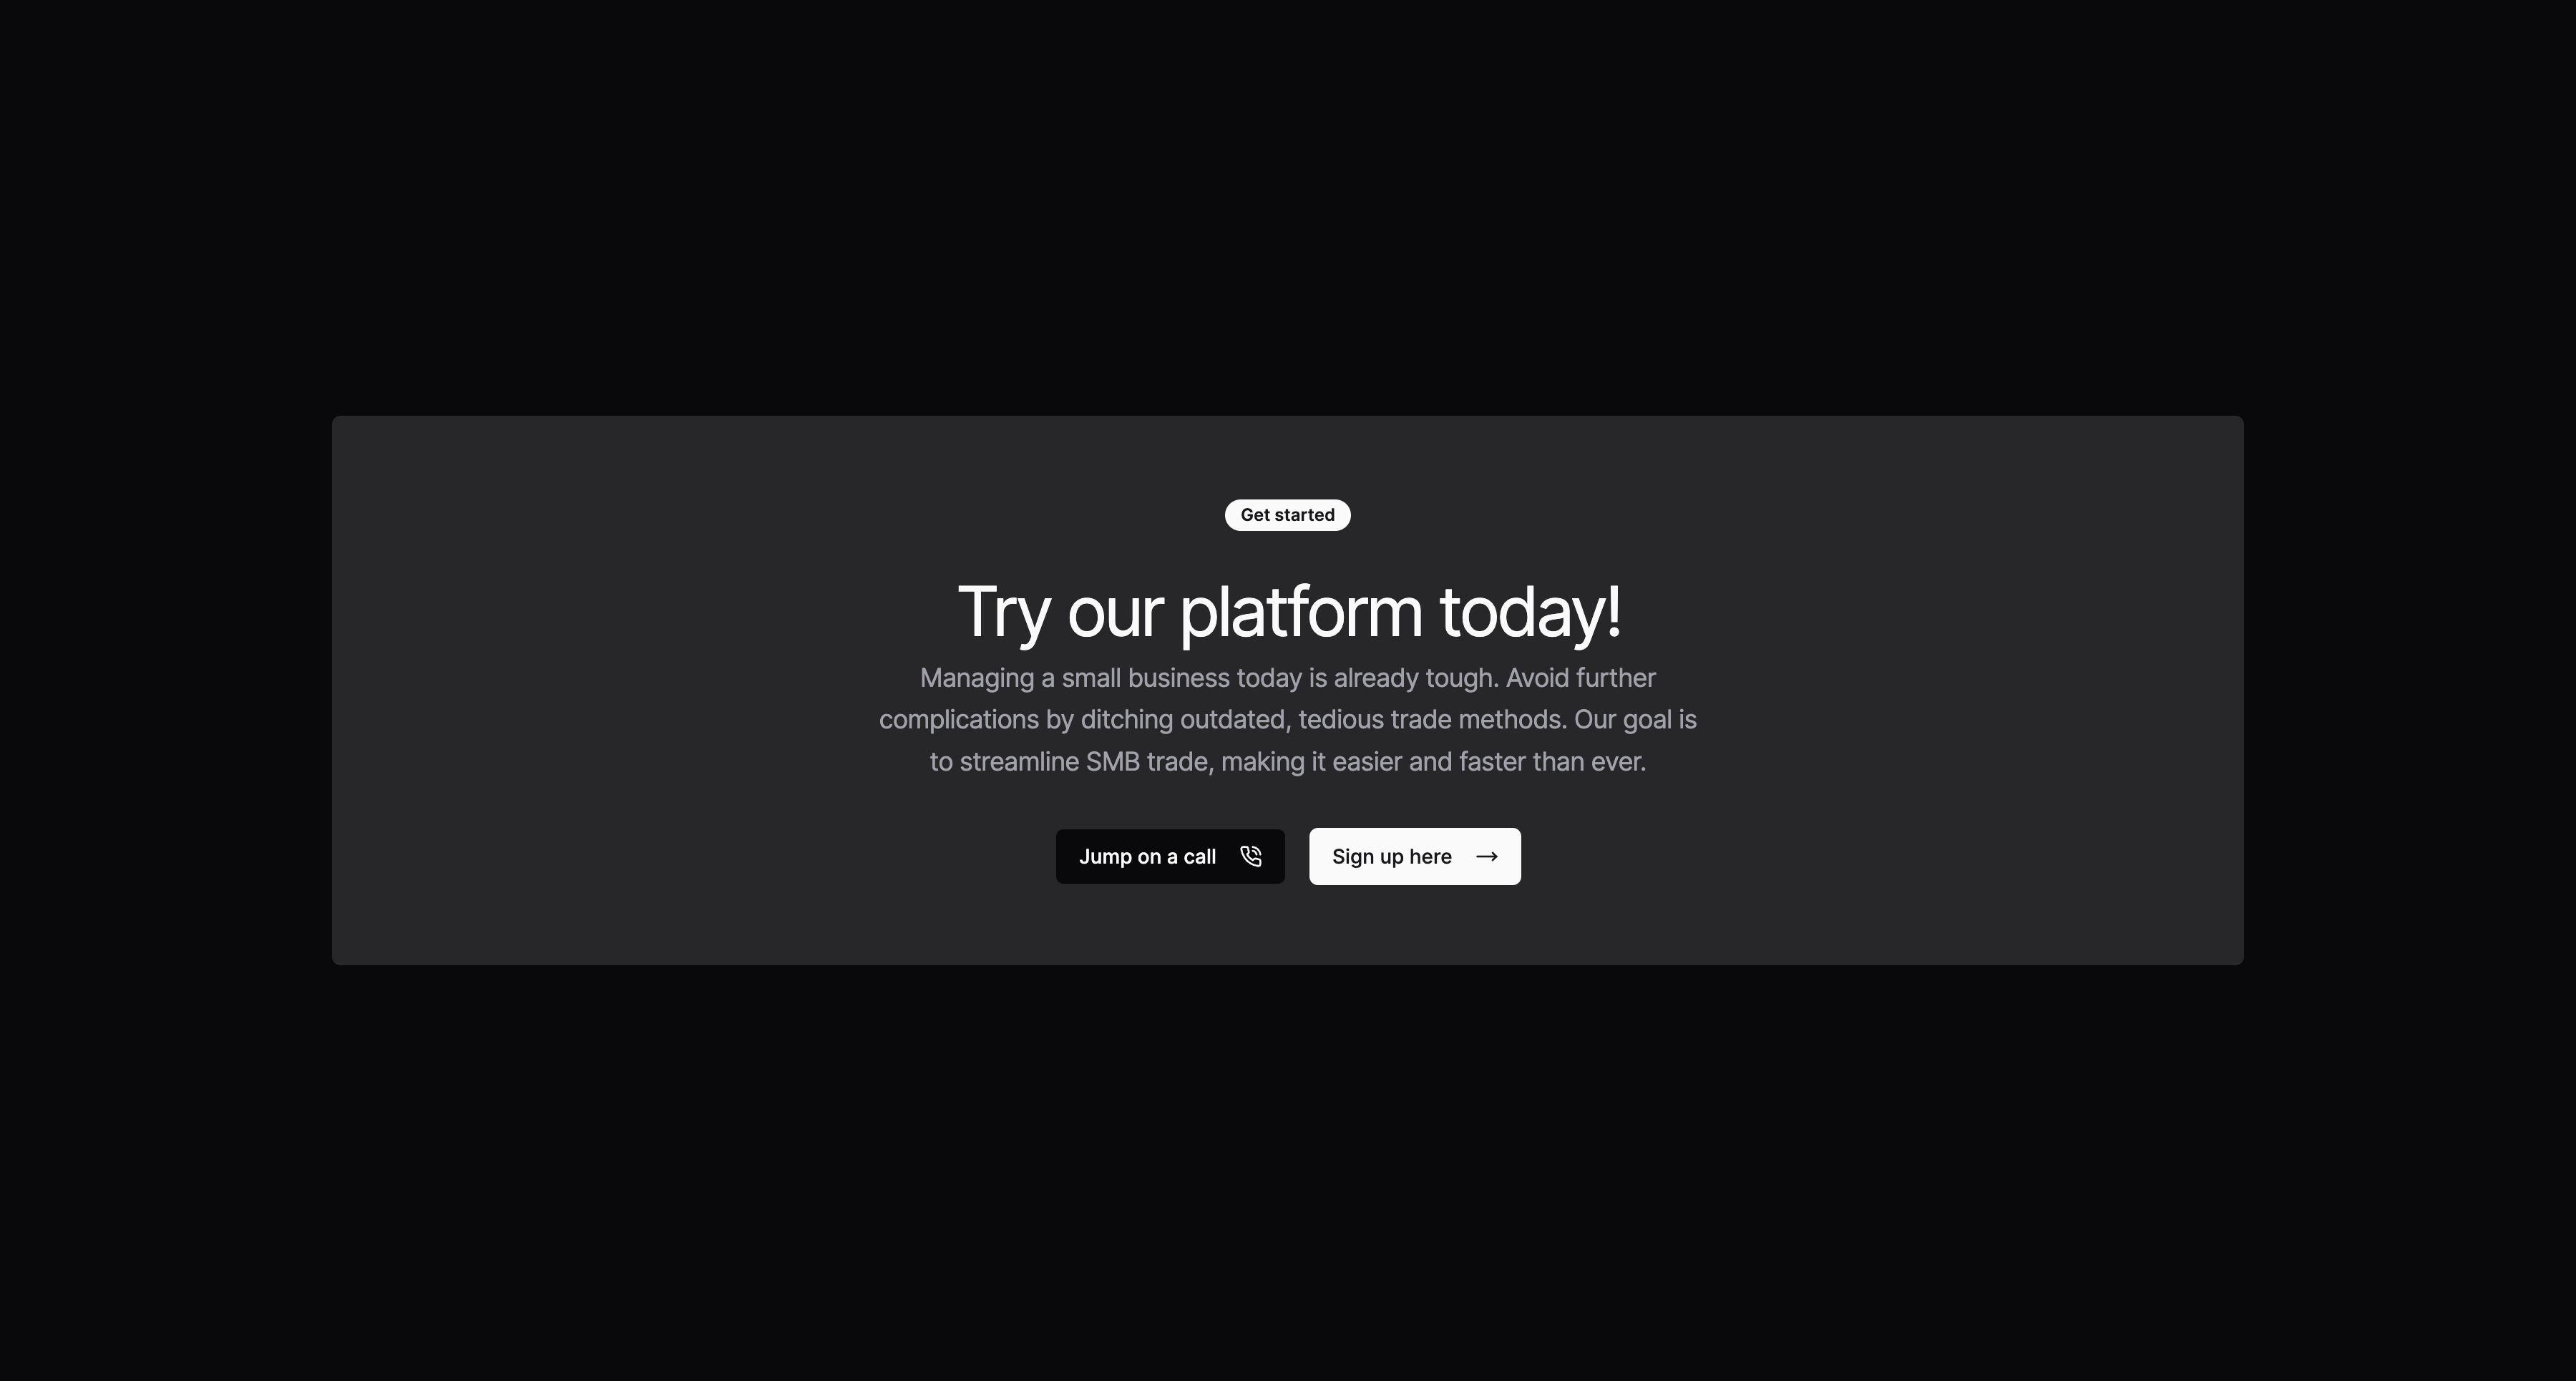 Get started
Try our platform today!
Managing a small business today is already tough. Avoid further
complications by ditching outdated, tedious trade methods. Our goal is
to streamline SMB trade, making it easier and faster than ever.
Jump on a call
Sign up here